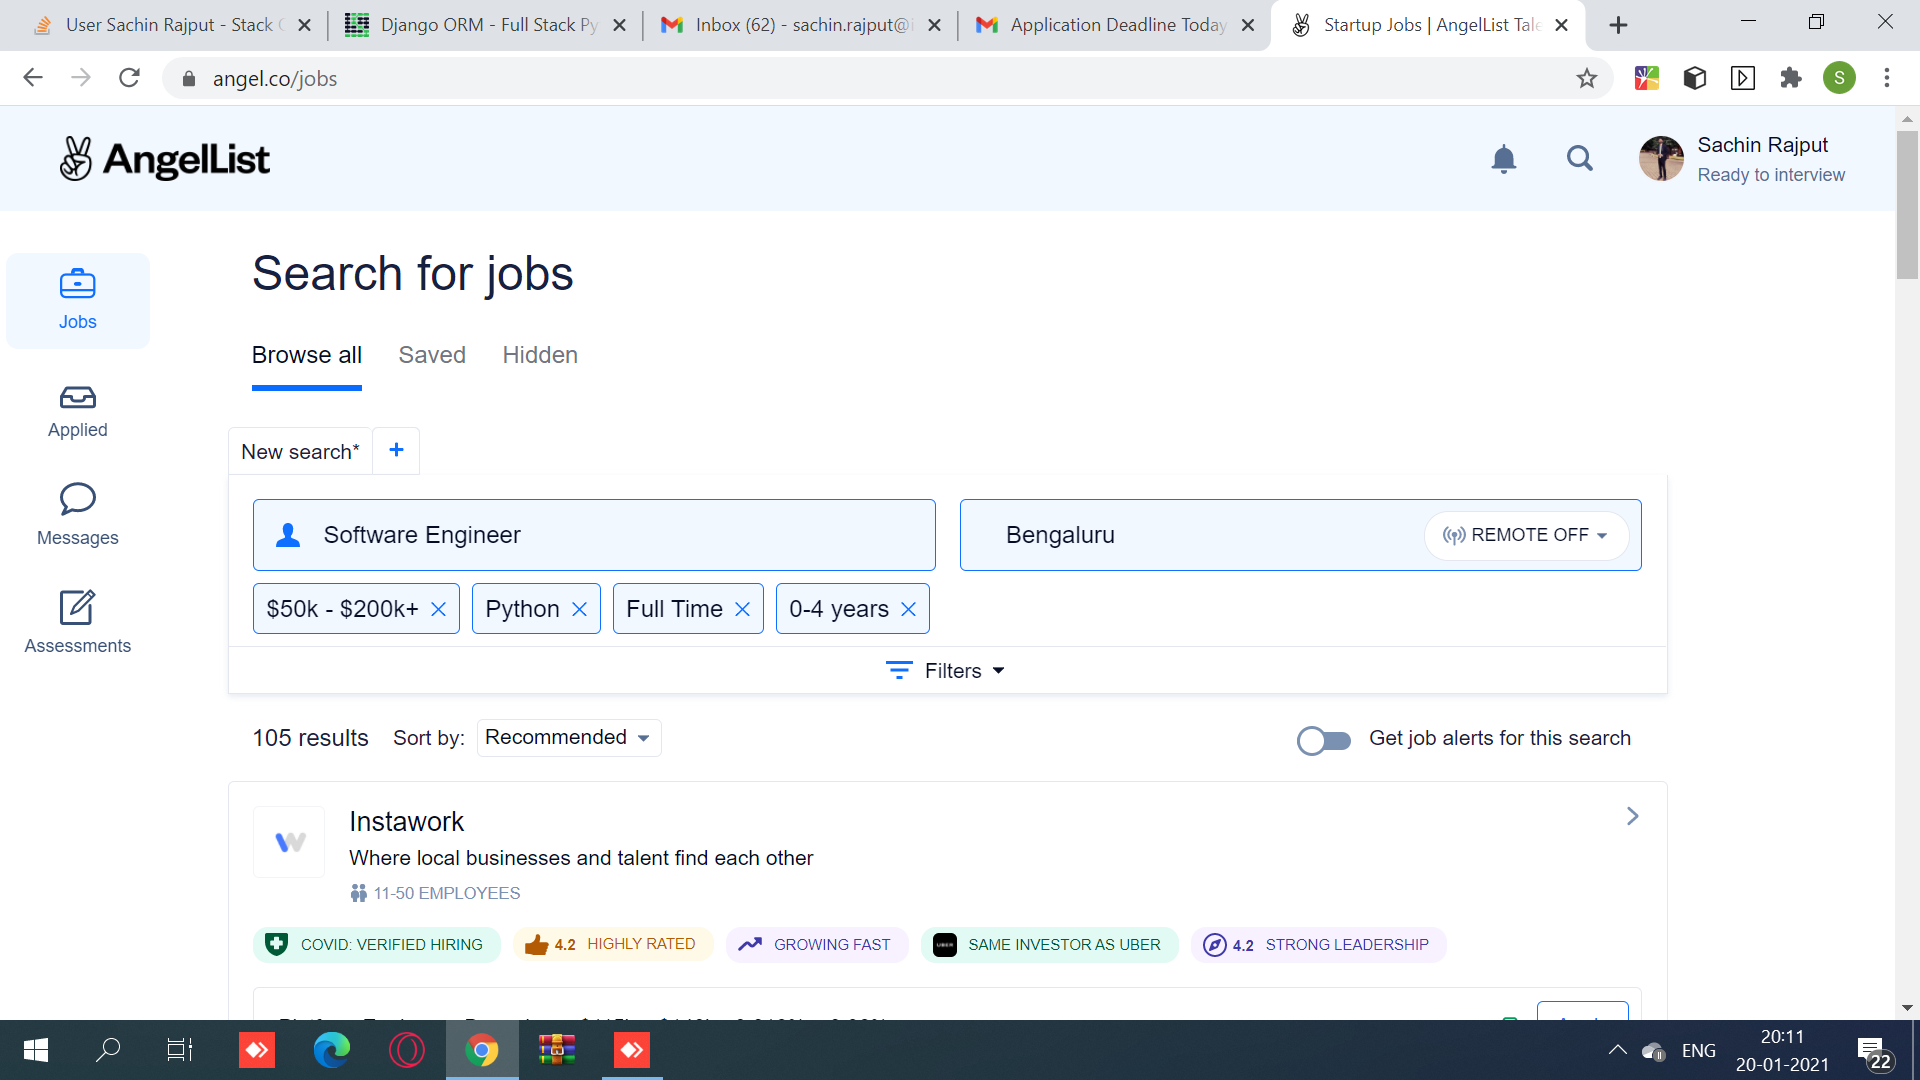 User Sachin Rajput - Stack
Django ORM - Full Stack Py
Inbox (62) - sachin.rajput@
Application Deadline Today
Startup Jobs | AngelList Tale
angel.co/jobs
S
AngelList
Sachin Rajput
Ready to interview
Search for jobs
Jobs
Browse all Saved Hidden
Applied
New search* +
Messages
Software Engineer
Bengaluru
REMOTE OFF
$50k - $200k+
Python
Full Time
0-4 years
Assessments
Filters
105 results Sort by: Recommended
Get job alerts for this search
Instawork
Where local businesses and talent find each other
11-50 EMPLOYEES
COVID: VERIFIED HIRING
4.2 HIGHLY RATED
GROWING FAST
UBER SAME INVESTOR AS UBER
4.2 STRONG LEADERSHIP
ENG
20:11
20-01-2021
22